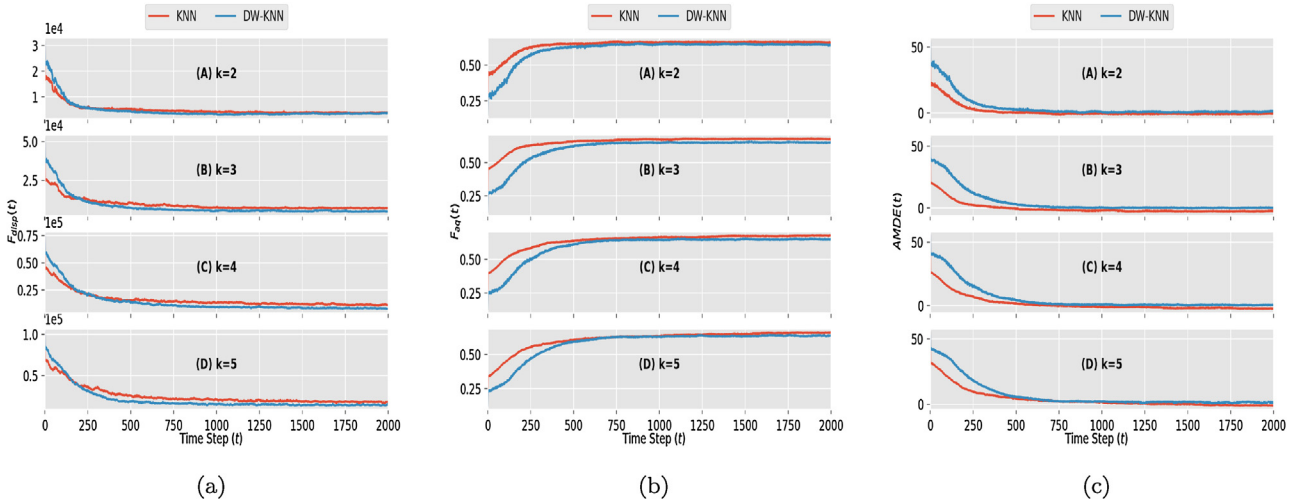 KNN DW-KNN
1e4
3
2
1
(A) k=2
1e4
5.0
2.5
(B) k=3
1e5
0.75
0.50
0.25
(C) k=4
1e5
1.0
0.5
(D) k=5
F_disp(t)
0 250 500 750 1000 1250 1500 1750 2000
Time Step (t)
(a)
KNN DW-KNN
0.50
0.25
(A) k=2
0.50
0.25
(B) k=3
0.50
0.25
(C) k=4
0.50
0.25
(D) k=5
F_aq(t)
0 250 500 750 1000 1250 1500 1750 2000
Time Step (t)
(b)
KNN DW-KNN
50
0
(A) k=2
50
0
(B) k=3
50
0
(C) k=4
50
0
(D) k=5
AMDE(t)
0 250 500 750 1000 1250 1500 1750 2000
Time Step (t)
(c)